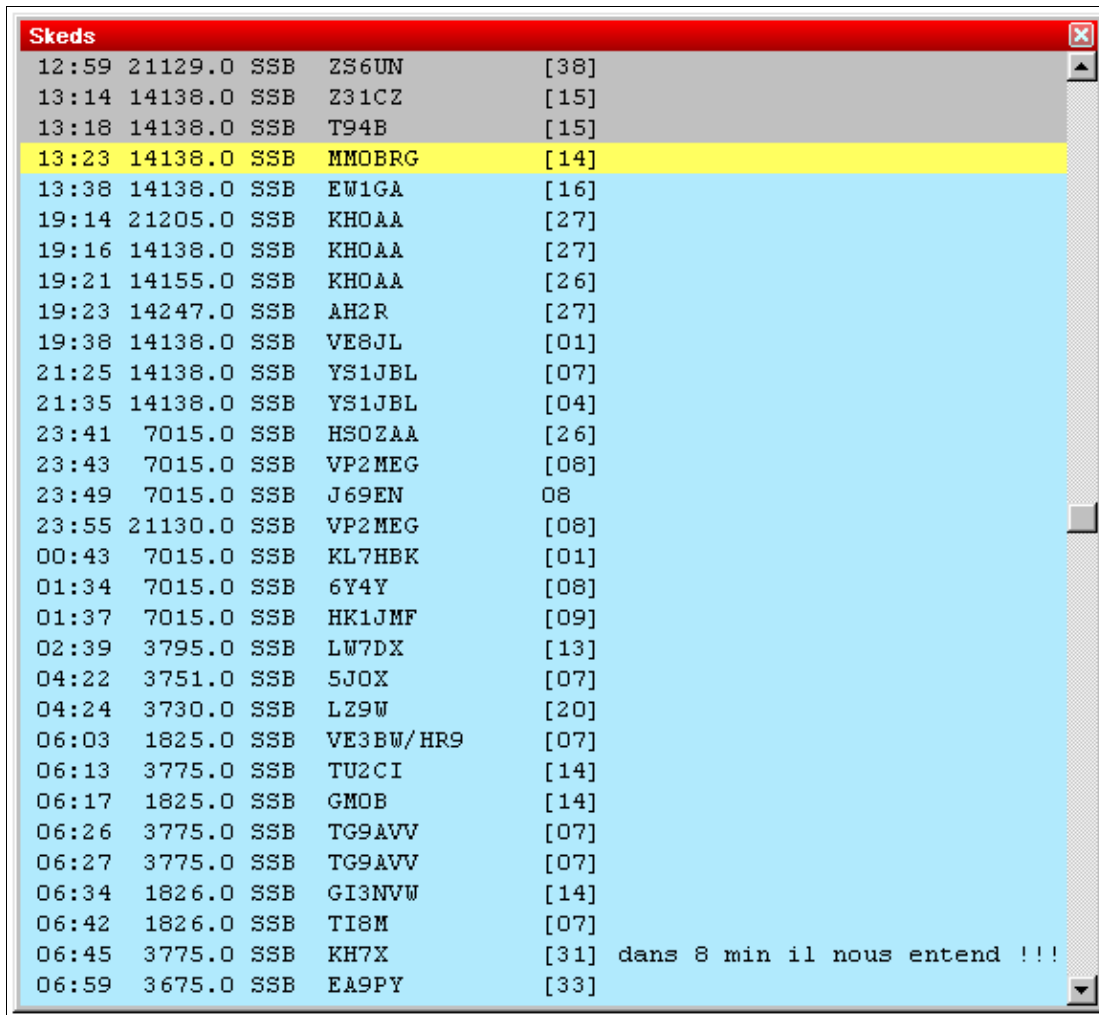 Skeds
12:59 21129.0 SSB ZS6UN [38]
13:14 14138.0 SSB Z31CZ [15]
13:18 14138.0 SSB T94B [15]
13:23 14138.0 SSB MM0BRG [14]
13:38 14138.0 SSB EW1GA [16]
19:14 21205.0 SSB KH0AA [27]
19:16 14138.0 SSB KH0AA [27]
19:21 14155.0 SSB KH0AA [26]
19:23 14247.0 SSB AH2R [27]
19:38 14138.0 SSB VE8JL [01]
21:25 14138.0 SSB YS1JBL [07]
21:35 14138.0 SSB YS1JBL [04]
23:41 7015.0 SSB HS0ZAA [26]
23:43 7015.0 SSB VP2MEG [08]
23:49 7015.0 SSB J69EN 08
23:55 21130.0 SSB VP2MEG [08]
00:43 7015.0 SSB KL7HBK [01]
01:34 7015.0 SSB 6Y4Y [08]
01:37 7015.0 SSB HK1JMF [09]
02:39 3795.0 SSB LW7DX [13]
04:22 3751.0 SSB 5J0X [07]
04:24 3730.0 SSB LZ9W [20]
06:03 1825.0 SSB VE3BW/HR9 [07]
06:13 3775.0 SSB TU2CI [14]
06:17 1825.0 SSB GM0B [14]
06:26 3775.0 SSB TG9AVV [07]
06:27 3775.0 SSB TG9AVV [07]
06:34 1826.0 SSB GI3NVW [14]
06:42 1826.0 SSB TI8M [07]
06:45 3775.0 SSB KH7X [31] dans 8 min il nous entend !!!
06:59 3675.0 SSB EA9PY [33]